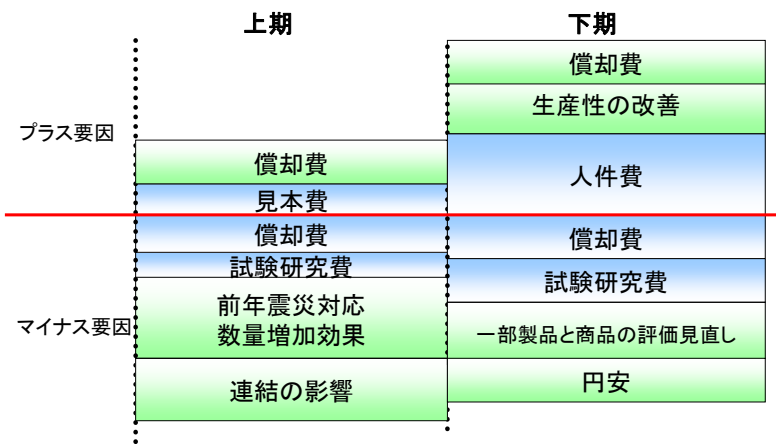 上期
下期
プラス要因
償却費
見本費
償却費
試験研究費
前年震災対応
数量増加効果
連結の影響
マイナス要因
償却費
生産性の改善
人件費
償却費
試験研究費
一部製品と商品の評価見直し
円安